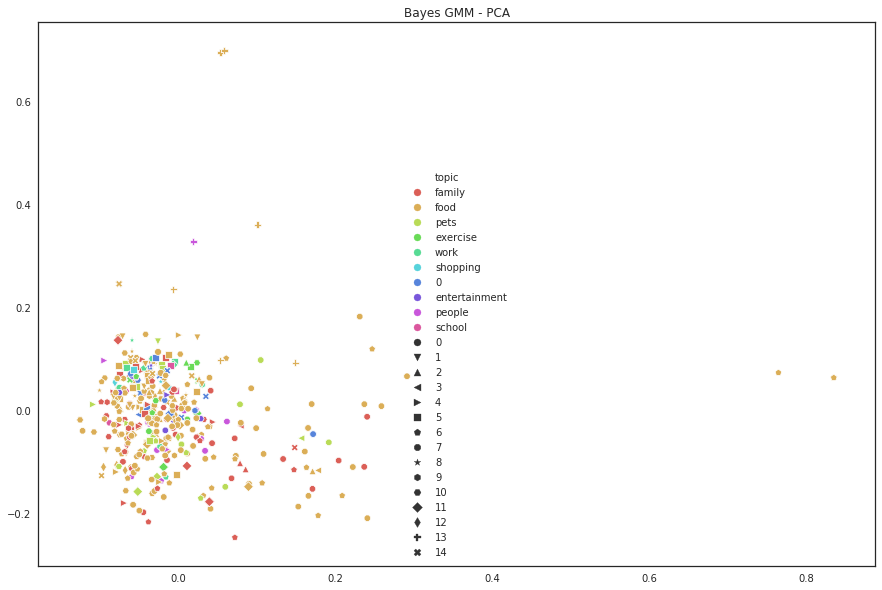 Bayes GMM - PCA
0.6
0.4
0.2
0.0
−0.2
topic
family
food
pets
exercise
work
shopping
0
entertainment
people
school
0
1
2
3
4
5
6
7
8
9
10
11
12
13
14
0.0 0.2 0.4 0.6 0.8